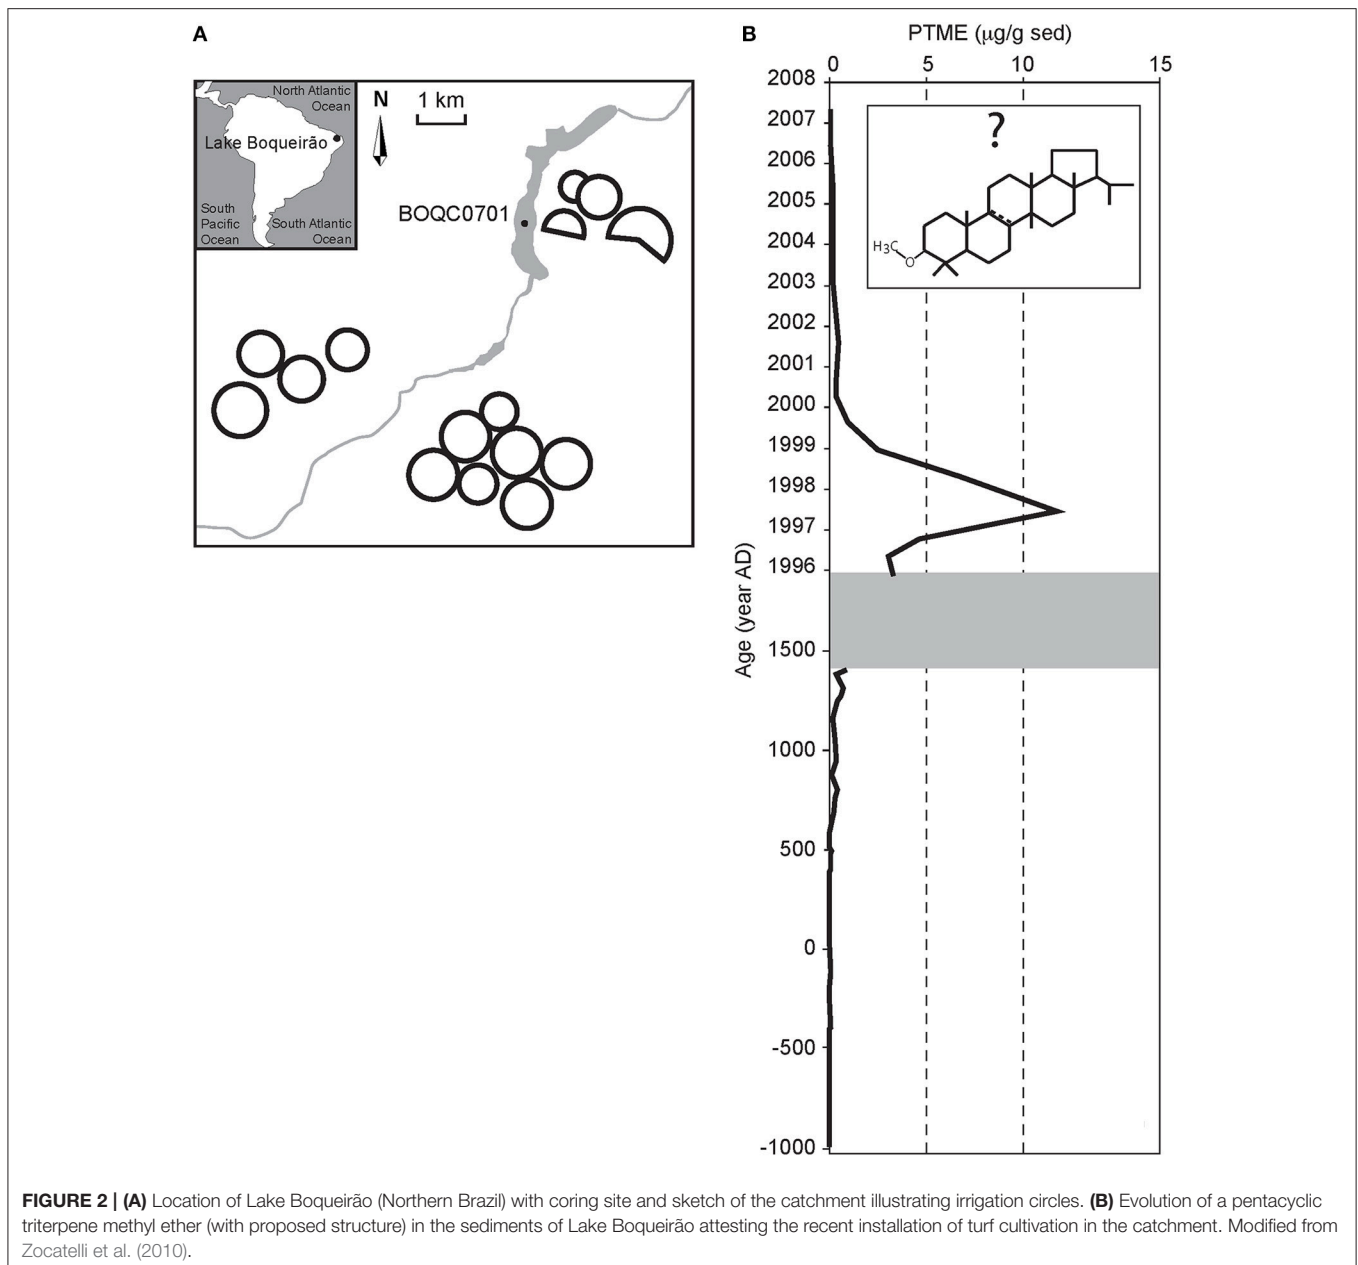 A
North Atlantic
Ocean
Lake Boqueirão
South
Pacific
Ocean
South Atlantic
Ocean
N
1 km
BOQC0701
B
PTME (µg/g sed)
0 5 10 15
2008
2007
2006
2005
2004
2003
2002
2001
2000
1999
1998
1997
1996
1500
1000
500
0
-500
-1000
Age (year AD)
?
H3C
O
FIGURE 2 | (A) Location of Lake Boqueirão (Northern Brazil) with coring site and sketch of the catchment illustrating irrigation circles. (B) Evolution of a pentacyclic
triterpene methyl ether (with proposed structure) in the sediments of Lake Boqueirão attesting the recent installation of turf cultivation in the catchment. Modified from
Zocatelli et al. (2010).